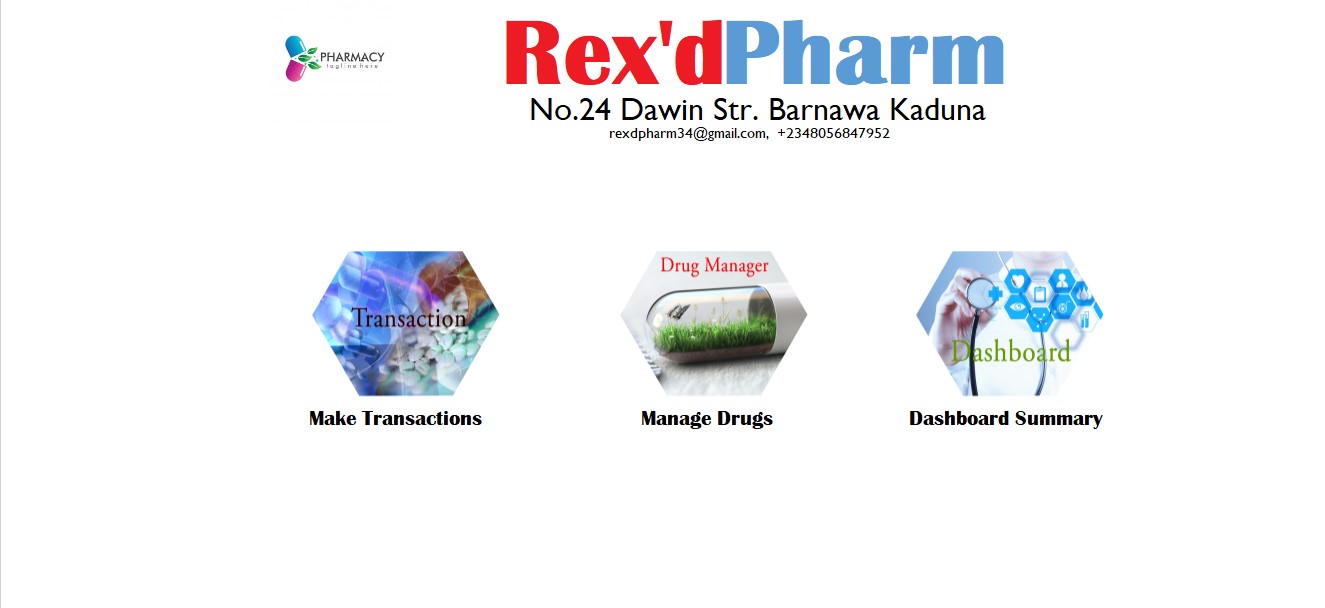 PHARMACY
tagline here
Rex'dPharm
No.24 Dawin Str. Barnawa Kaduna
rexdpharm34@gmail.com, +2348056847952
Transaction
Drug Manager
Dashboard
Make Transactions
Manage Drugs
Dashboard Summary